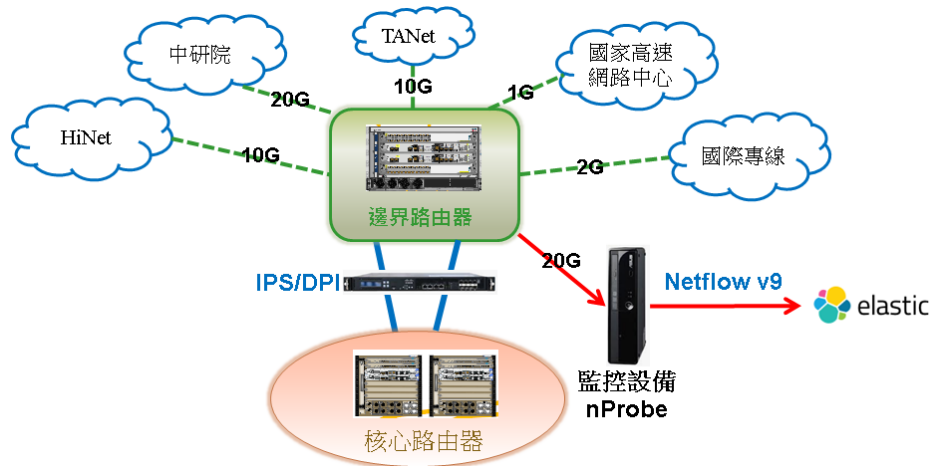 TANet
中研院
國家高速
網路中心
HiNet
國際專線
20G
10G
1G
10G
2G
邊界路由器
IPS/DPI
20G
Netflow v9
elastic
監控設備
nProbe
核心路由器